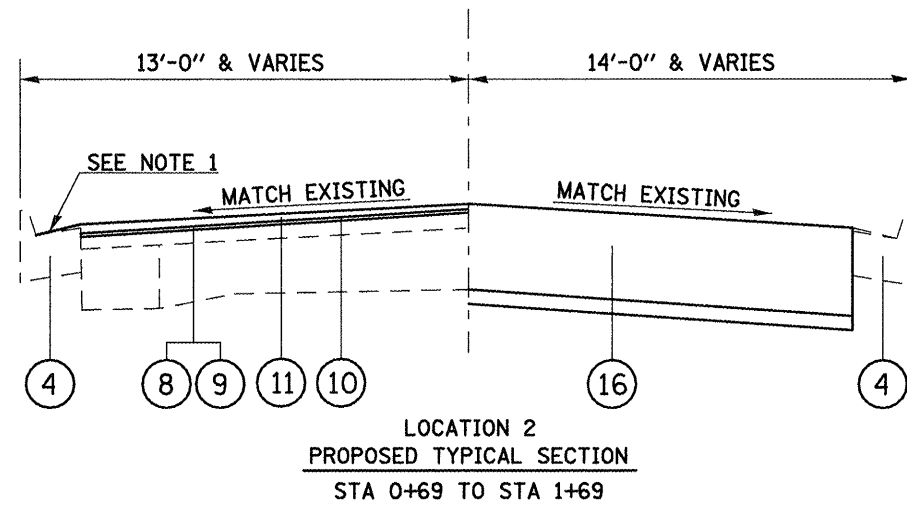 13'-0" & VARIES
14'-0" & VARIES
SEE NOTE 1
MATCH EXISTING
MATCH EXISTING
4
8
9
11
10
16
4
LOCATION 2
PROPOSED TYPICAL SECTION
STA 0+69 TO STA 1+69